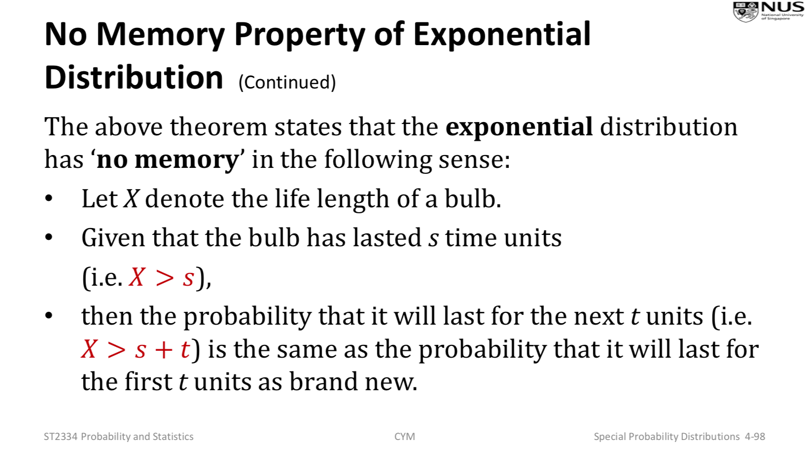 NUS
National University
of Singapore
No Memory Property of Exponential
Distribution (Continued)
The above theorem states that the exponential distribution
has ‘no memory’ in the following sense:
• Let X denote the life length of a bulb.
• Given that the bulb has lasted s time units
(i.e. X > s),
• then the probability that it will last for the next t units (i.e.
X > s + t) is the same as the probability that it will last for
the first t units as brand new.
ST2334 Probability and Statistics CYM Special Probability Distributions 4-98